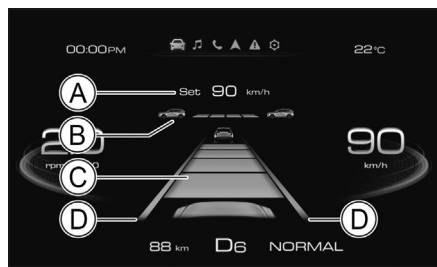 00:00PM
22°C
A
Set 90 km/h
B
90
rpm
km/h
C
D
D
88 km D6 NORMAL